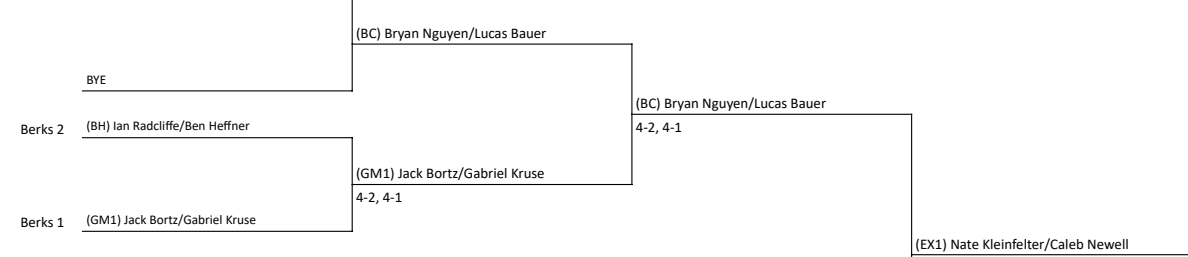 (BC) Bryan Nguyen/Lucas Bauer
BYE
(BC) Bryan Nguyen/Lucas Bauer
Berks 2 (BH) Ian Radcliffe/Ben Heffner
4-2, 4-1
(GM1) Jack Bortz/Gabriel Kruse
4-2, 4-1
Berks 1 (GM1) Jack Bortz/Gabriel Kruse
(EX1) Nate Kleinfelter/Caleb Newell